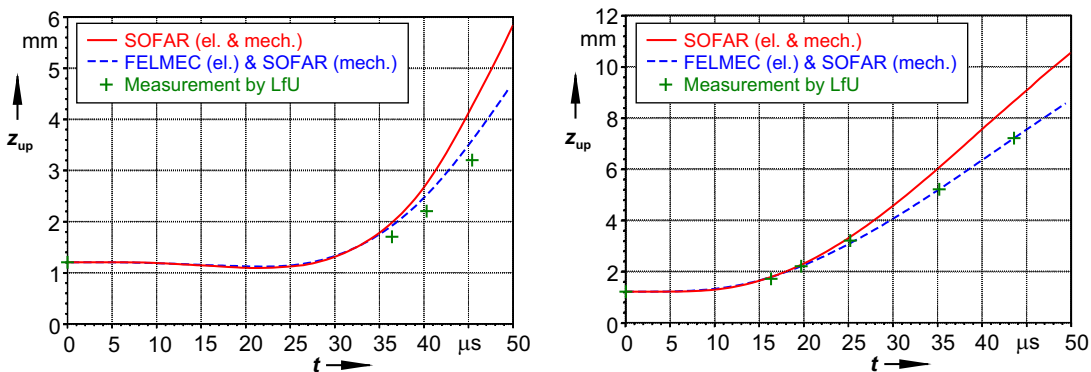 6
mm
5
4
z_up
3
2
1
0
SOFAR (el. & mech.)
FELMEC (el.) & SOFAR (mech.)
Measurement by LfU
0 5 10 15 20 25 30 35 40 μs 50
t
12
mm
10
8
z_up
6
4
2
0
SOFAR (el. & mech.)
FELMEC (el.) & SOFAR (mech.)
Measurement by LfU
0 5 10 15 20 25 30 35 40 μs 50
t